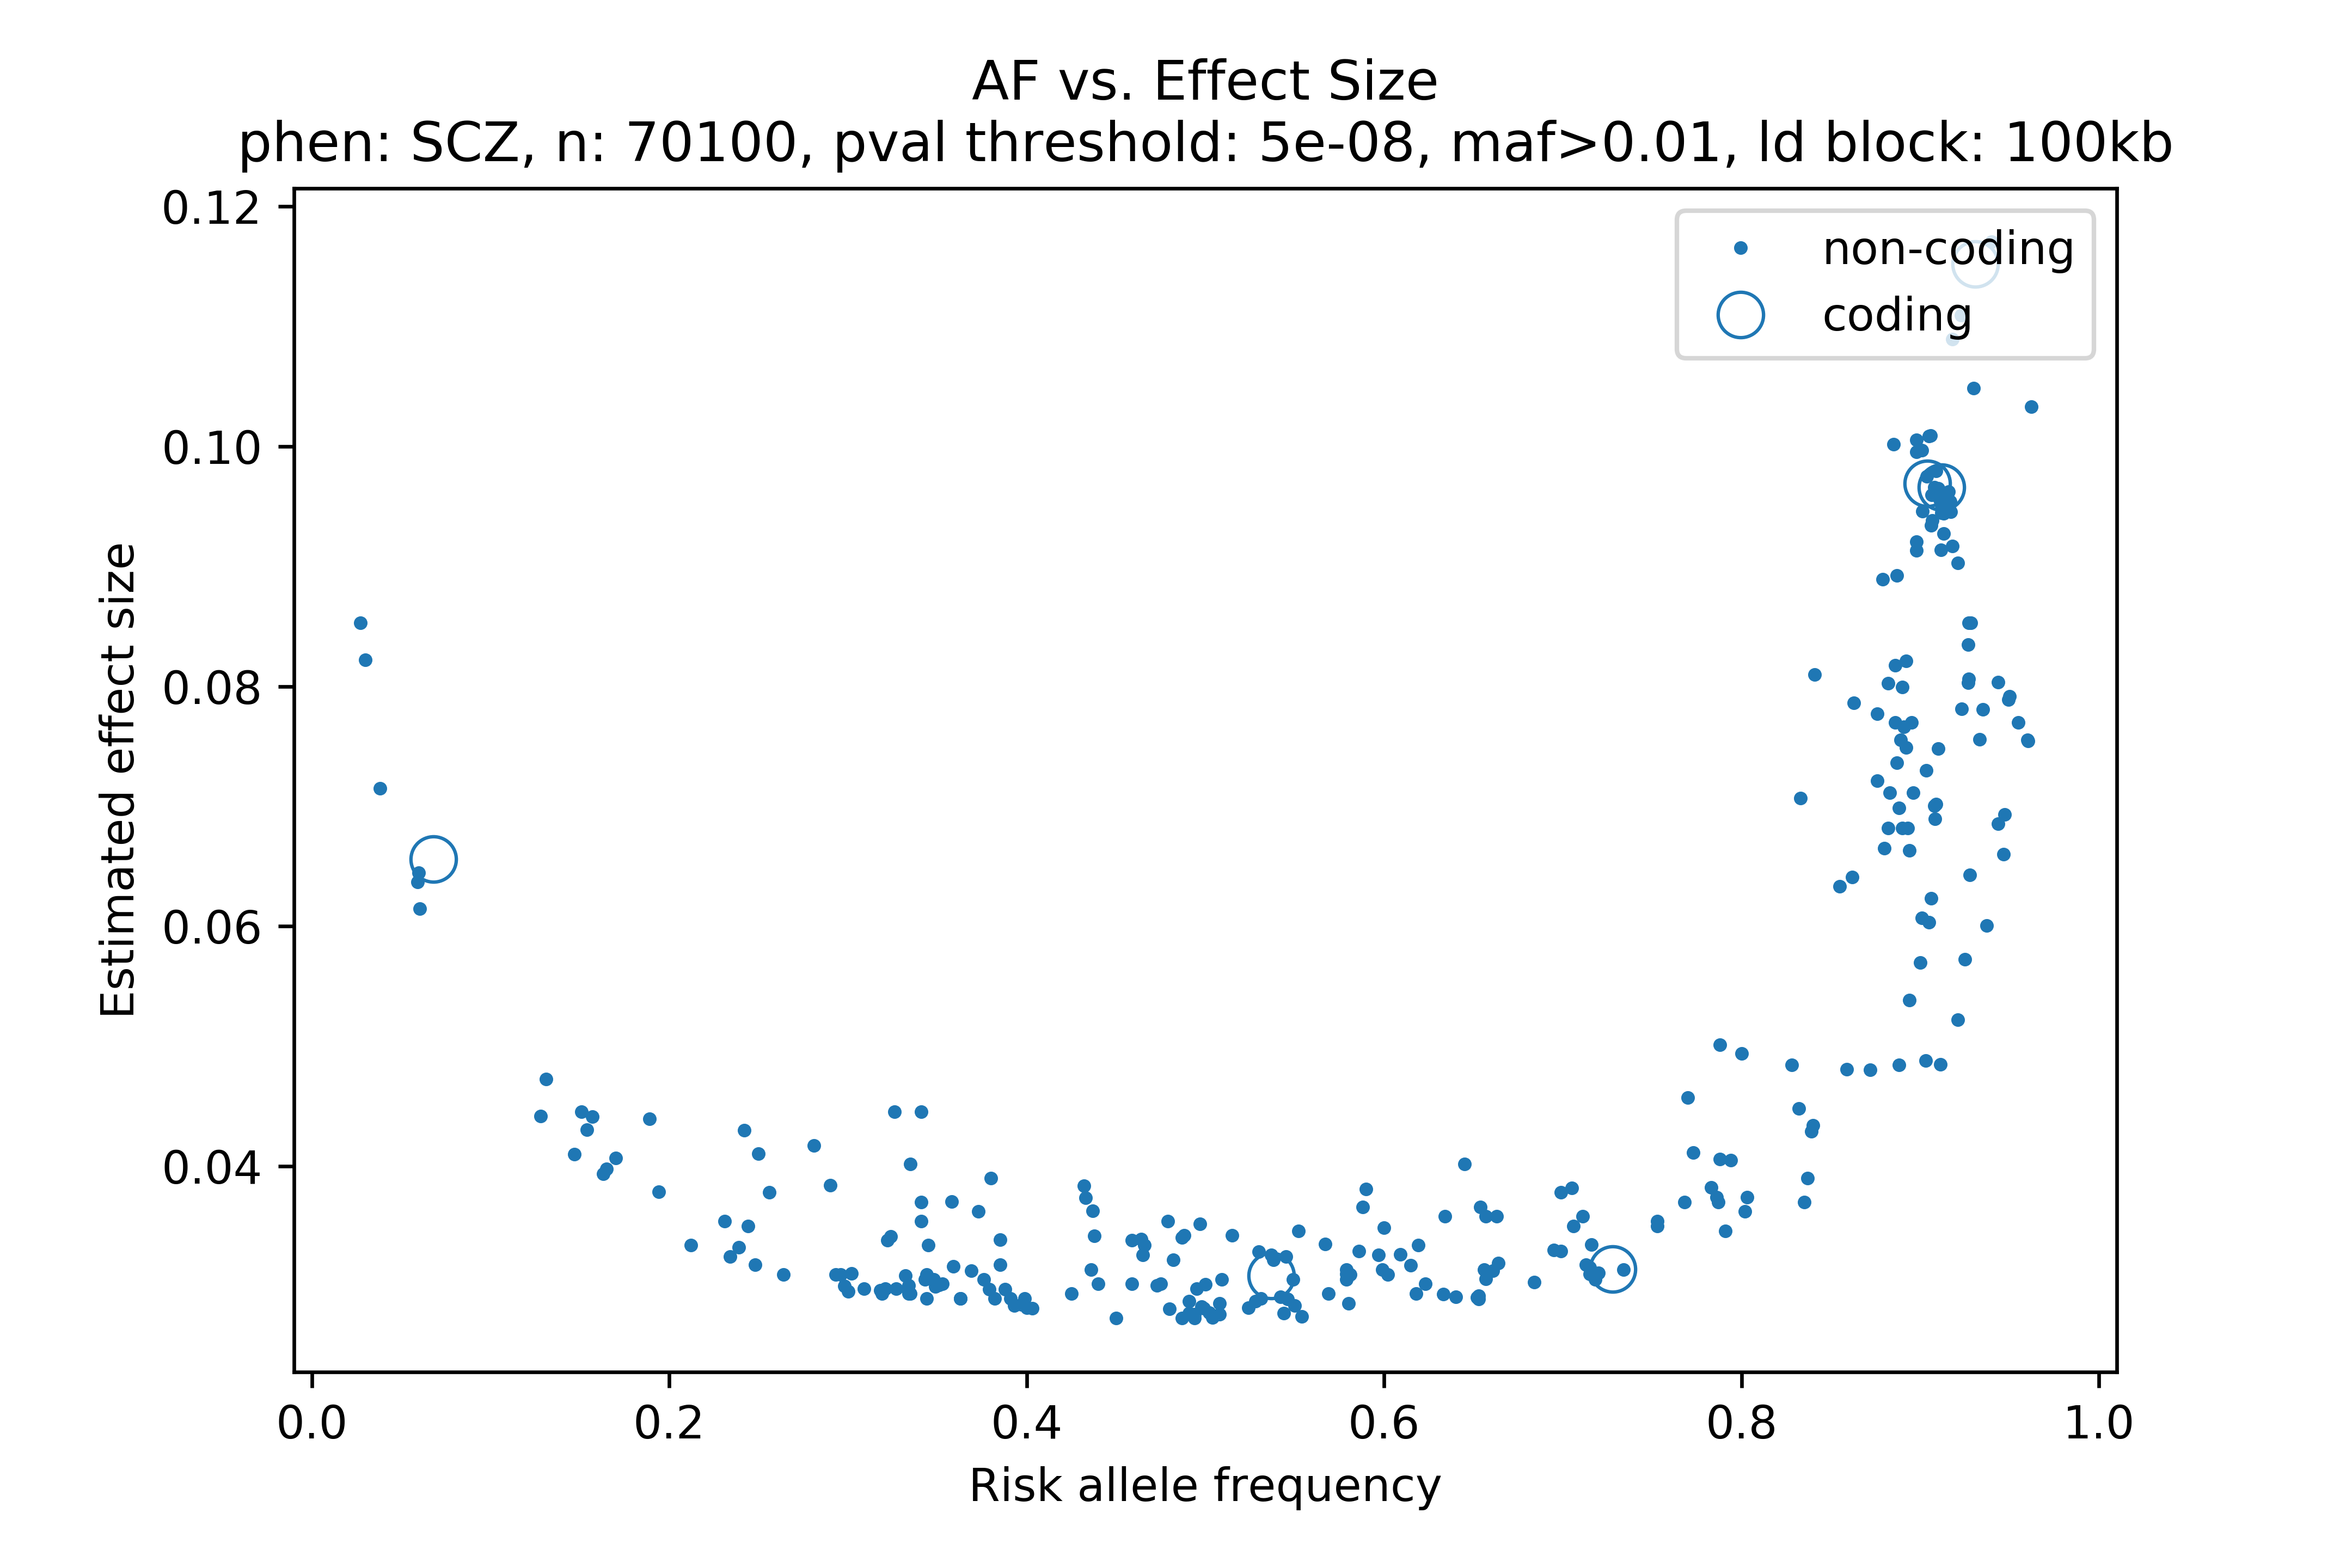 AF vs. Effect Size
phen: SCZ, n: 70100, pval threshold: 5e-08, maf>0.01, ld block: 100kb
0.12
0.10
0.08
0.06
0.04
Estimated effect size
non-coding
coding
0.0 0.2 0.4 0.6 0.8 1.0
Risk allele frequency